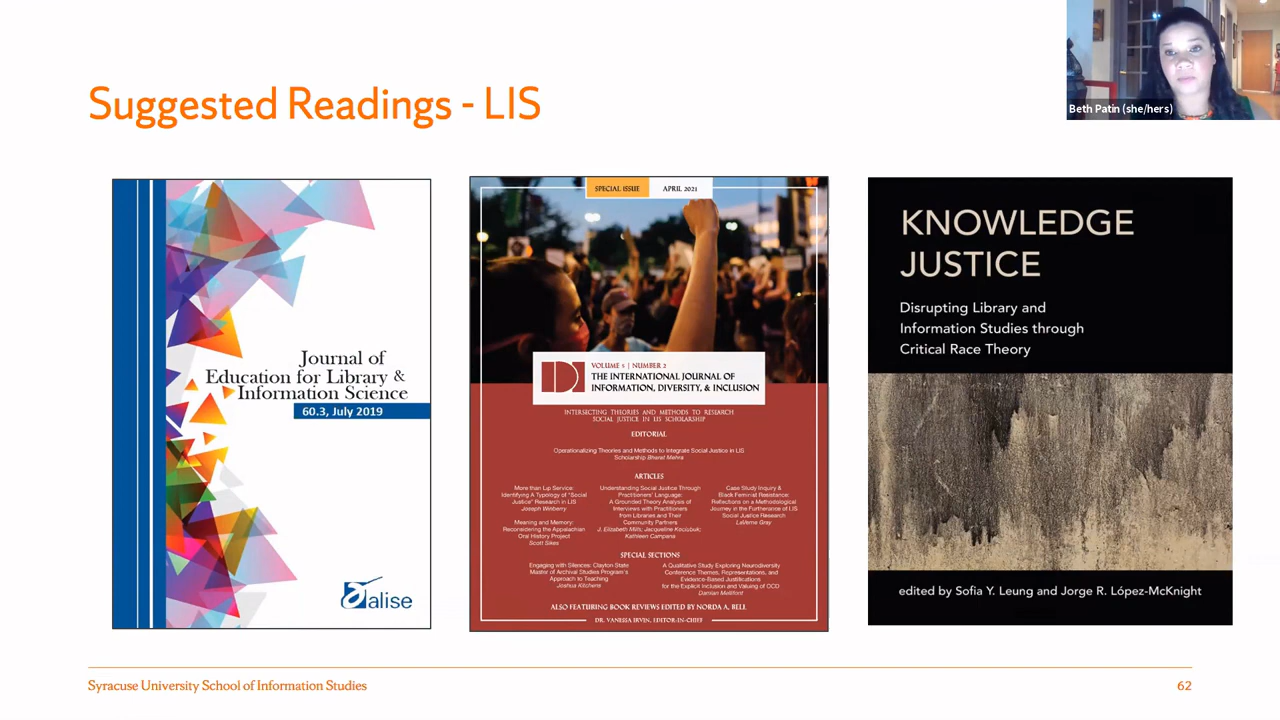 Suggested Readings - LIS
Beth Patin (she/hers)
Journal of
Education for Library &
Information Science
60.3, July 2019
alise
SPECIAL ISSUE
APRIL 2021
IJIDI
VOLUME 5 | NUMBER 2
THE INTERNATIONAL JOURNAL OF
INFORMATION, DIVERSITY, & INCLUSION
INTERSECTING THEORIES AND METHODS TO RESEARCH
SOCIAL JUSTICE IN LIS SCHOLARSHIP
EDITORIAL
Operationalizing Theories and Methods to Integrate Social Justice in LIS
Scholarship Bharat Mehra
ARTICLES
More than Lip Service:
Identifying A Typology of "Social
Justice" Research in LIS
Joseph Winberry
Meaning and Memory:
Reconsidering the Appalachian
Oral History Project
Scott Sikes
Understanding Social Justice Through
Practitioners' Language:
A Grounded Theory Analysis of
Interviews with Practitioners
from Libraries and Their
Community Partners
J. Elizabeth Mills; Jacqueline Kociubuk;
Kathleen Campana
Case Study Inquiry &
Black Feminist Resistance:
Reflections on a Methodological
Journey in the Furtherance of LIS
Social Justice Research
LaVerne Gray
SPECIAL SECTIONS
Engaging with Silences: Clayton State
Master of Archival Studies Program's
Approach to Teaching
Joshua Kitchens
A Qualitative Study Exploring Neurodiversity
Conference Themes, Representations, and
Evidence-Based Justifications
for the Explicit Inclusion and Valuing of OCD
Damian Mellifont
ALSO FEATURING BOOK REVIEWS EDITED BY NORDA A. BELL
DR. VANESSA IRVIN, EDITOR-IN-CHIEF
KNOWLEDGE
JUSTICE
Disrupting Library and
Information Studies through
Critical Race Theory
edited by Sofia Y. Leung and Jorge R. López-McKnight
Syracuse University School of Information Studies
62